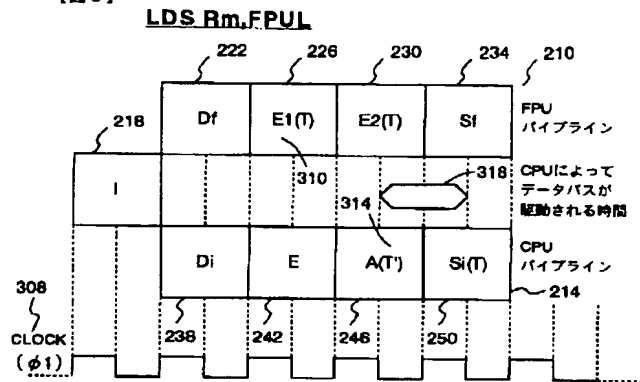 LDS Rm,FPUL
222
226
230
234
210
Df
E1(T)
E2(T)
Sf
FPU
パイプライン
218
I
310
318
CPUによって
データバスが
駆動される時間
314
Di
E
A(T')
Si(T)
CPU
パイプライン
214
308
238
242
246
250
CLOCK
(φ1)